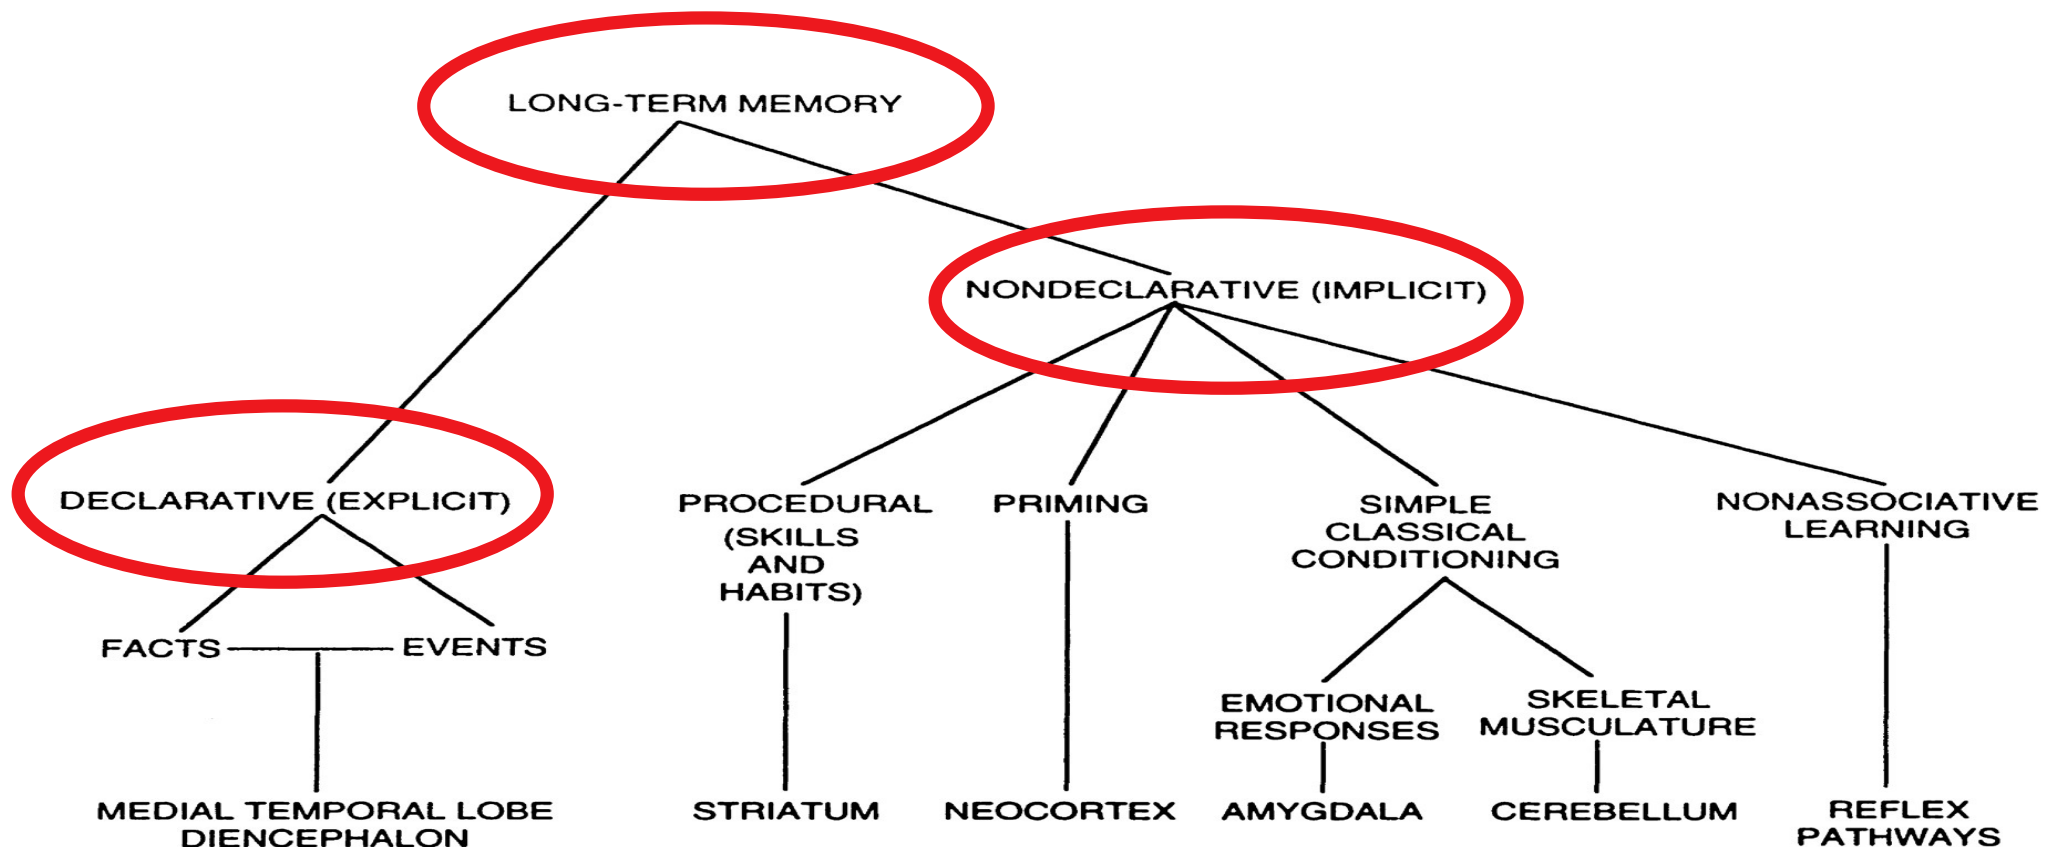 LONG-TERM MEMORY
NONDECLARATIVE (IMPLICIT)
DECLARATIVE (EXPLICIT)
FACTS
EVENTS
MEDIAL TEMPORAL LOBE
DIENCEPHALON
PROCEDURAL
(SKILLS
AND
HABITS)
STRIATUM
PRIMING
NEOCORTEX
SIMPLE
CLASSICAL
CONDITIONING
EMOTIONAL
RESPONSES
AMYGDALA
SKELETAL
MUSCULATURE
CEREBELLUM
NONASSOCIATIVE
LEARNING
REFLEX
PATHWAYS